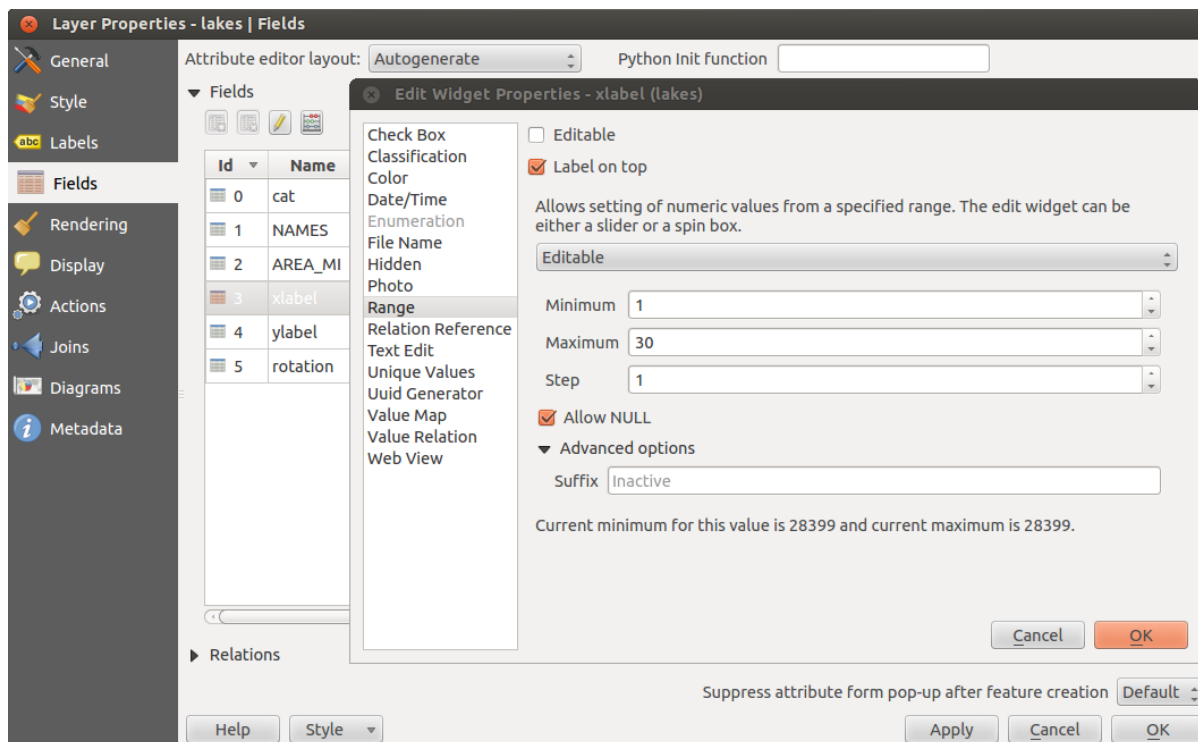 Layer Properties - lakes | Fields
General
Style
abc Labels
Fields
Rendering
Display
Actions
Joins
Diagrams
i Metadata
Attribute editor layout: Autogenerate Python Init function
Fields
Id Name
0 cat
1 NAMES
2 AREA_MI
3 xlabel
4 ylabel
5 rotation
Relations
Edit Widget Properties - xlabel (lakes)
Check Box
Classification
Color
Date/Time
Enumeration
File Name
Hidden
Photo
Range
Relation Reference
Text Edit
Unique Values
Uuid Generator
Value Map
Value Relation
Web View
Editable
Label on top
Allows setting of numeric values from a specified range. The edit widget can be
either a slider or a spin box.
Editable
Minimum 1
Maximum 30
Step 1
Allow NULL
Advanced options
Suffix Inactive
Current minimum for this value is 28399 and current maximum is 28399.
Cancel OK
Suppress attribute form pop-up after feature creation Default
Help Style Apply Cancel OK